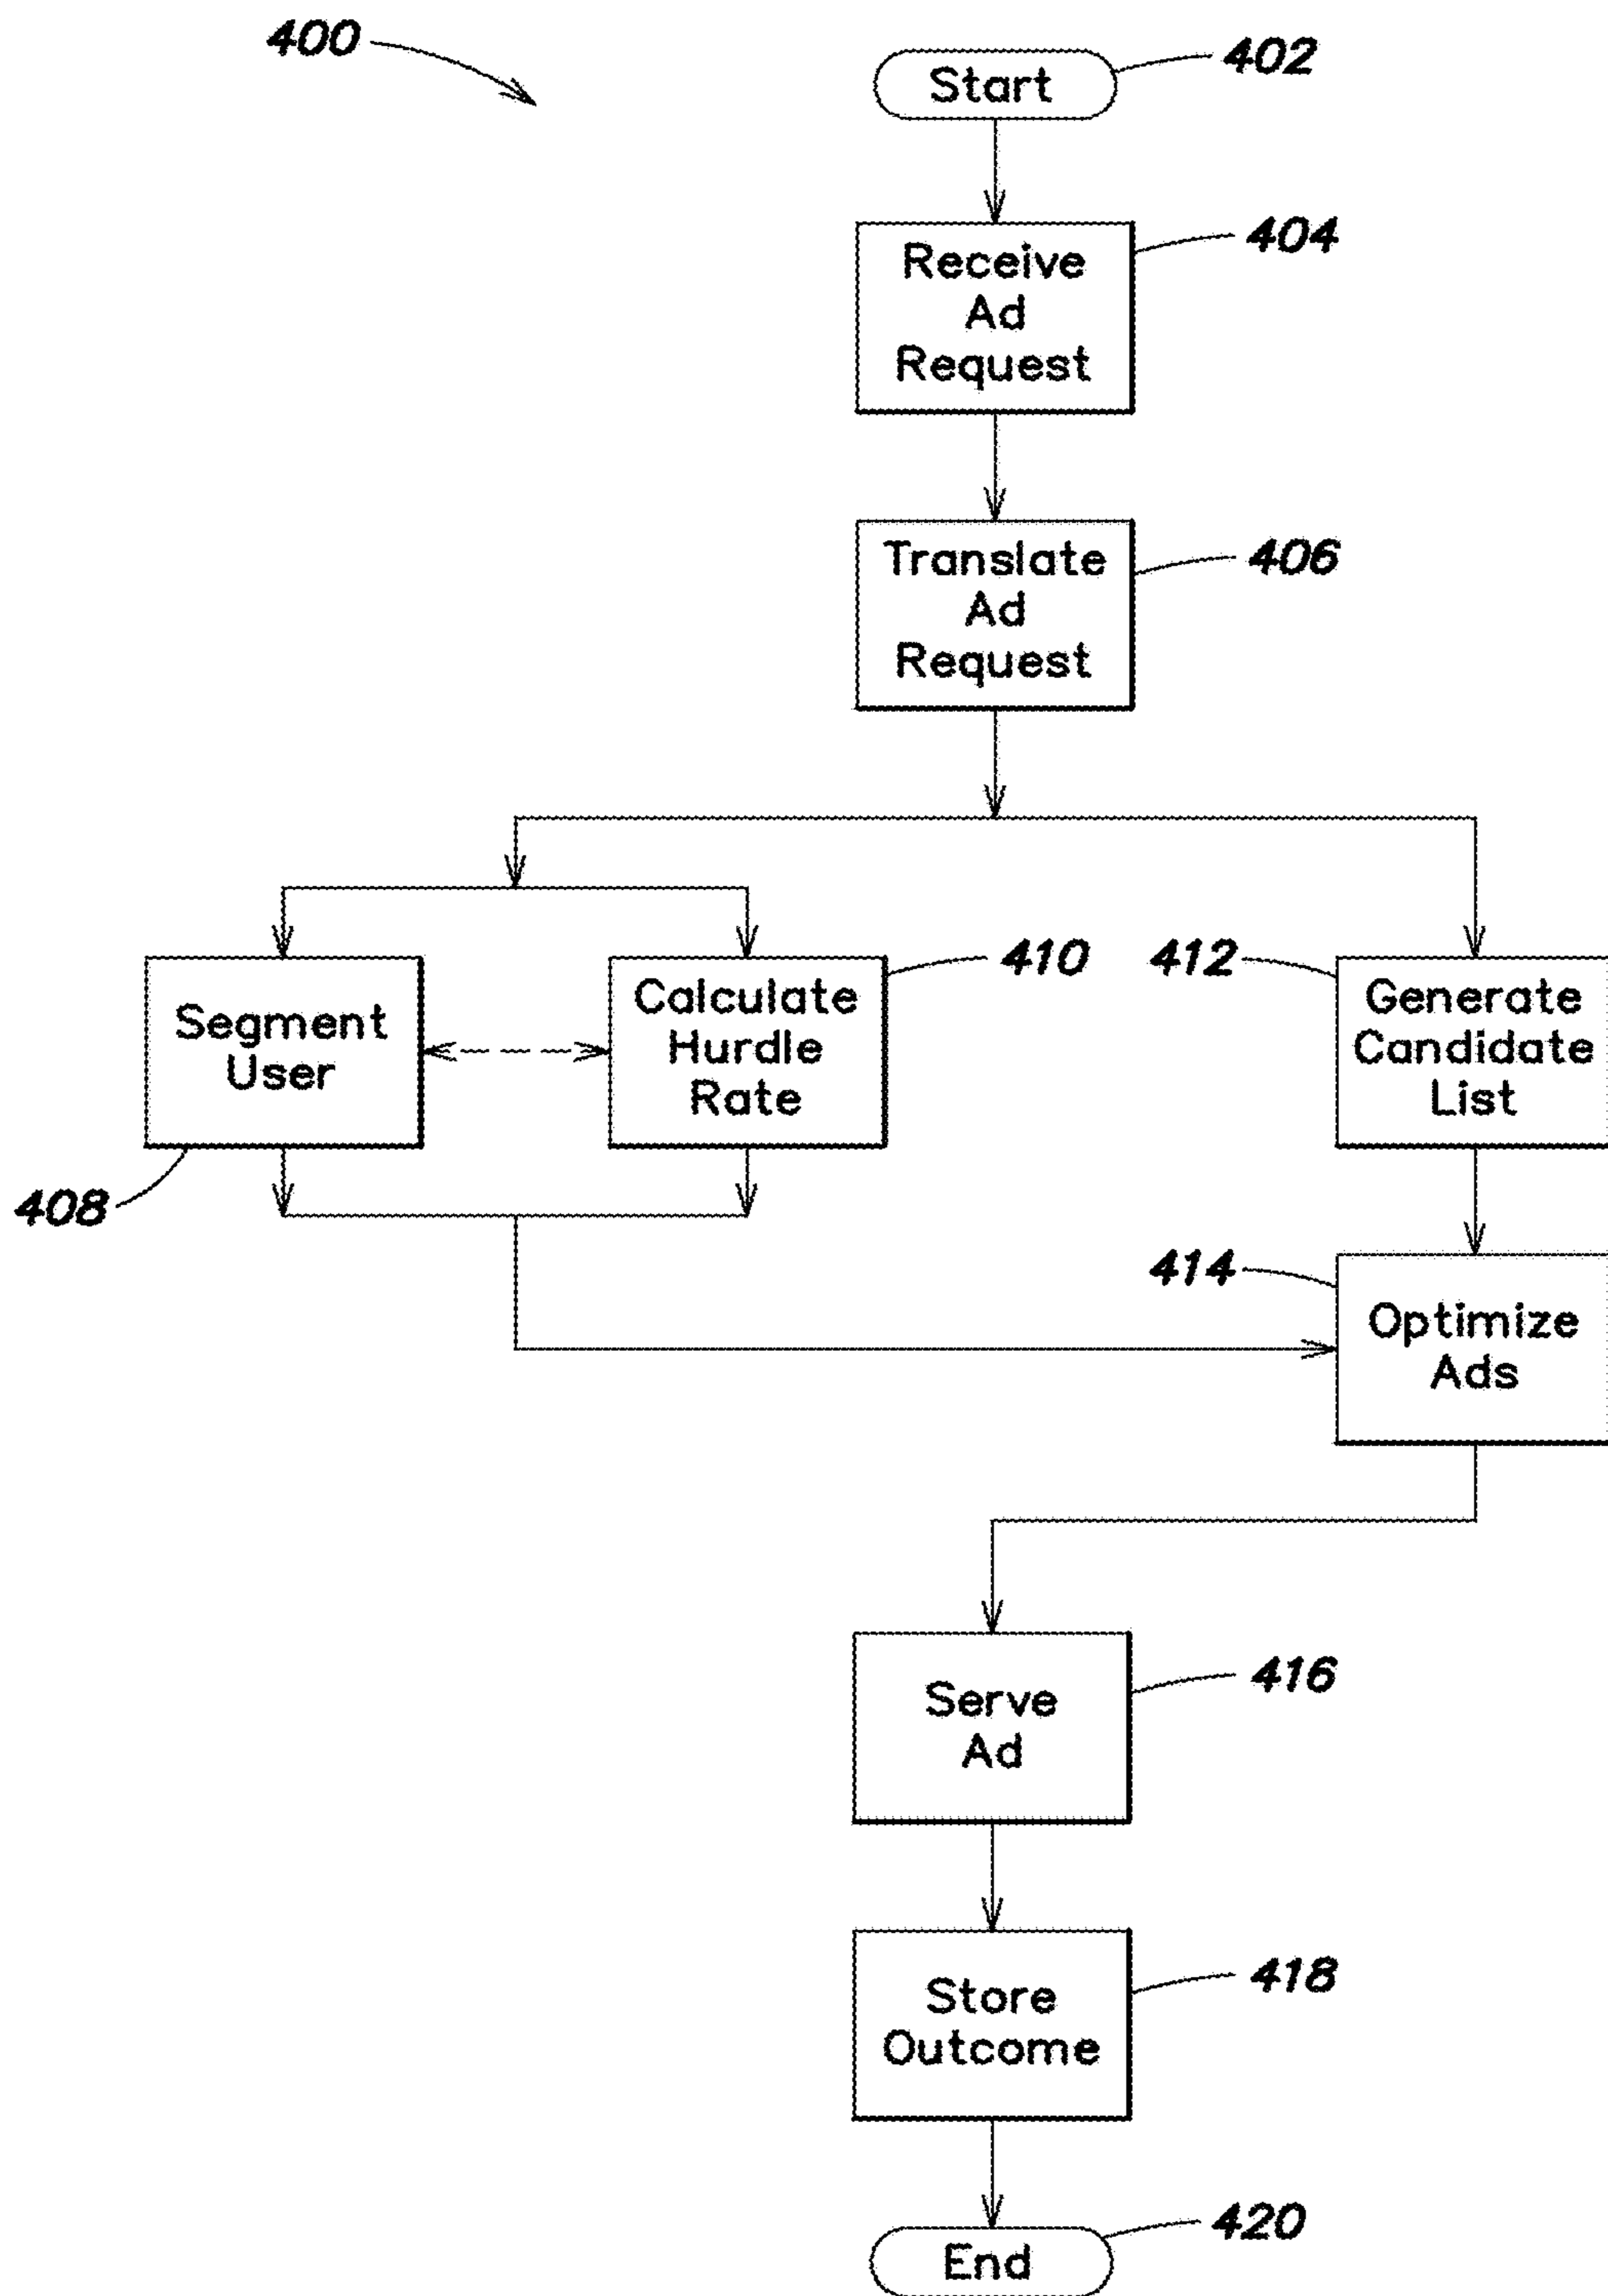 400
402
Start
404
Receive
Ad
Request
406
Translate
Ad
Request
408
Segment
User
410
Calculate
Hurdle
Rate
412
Generate
Candidate
List
414
Optimize
Ads
416
Serve
Ad
418
Store
Outcome
420
End